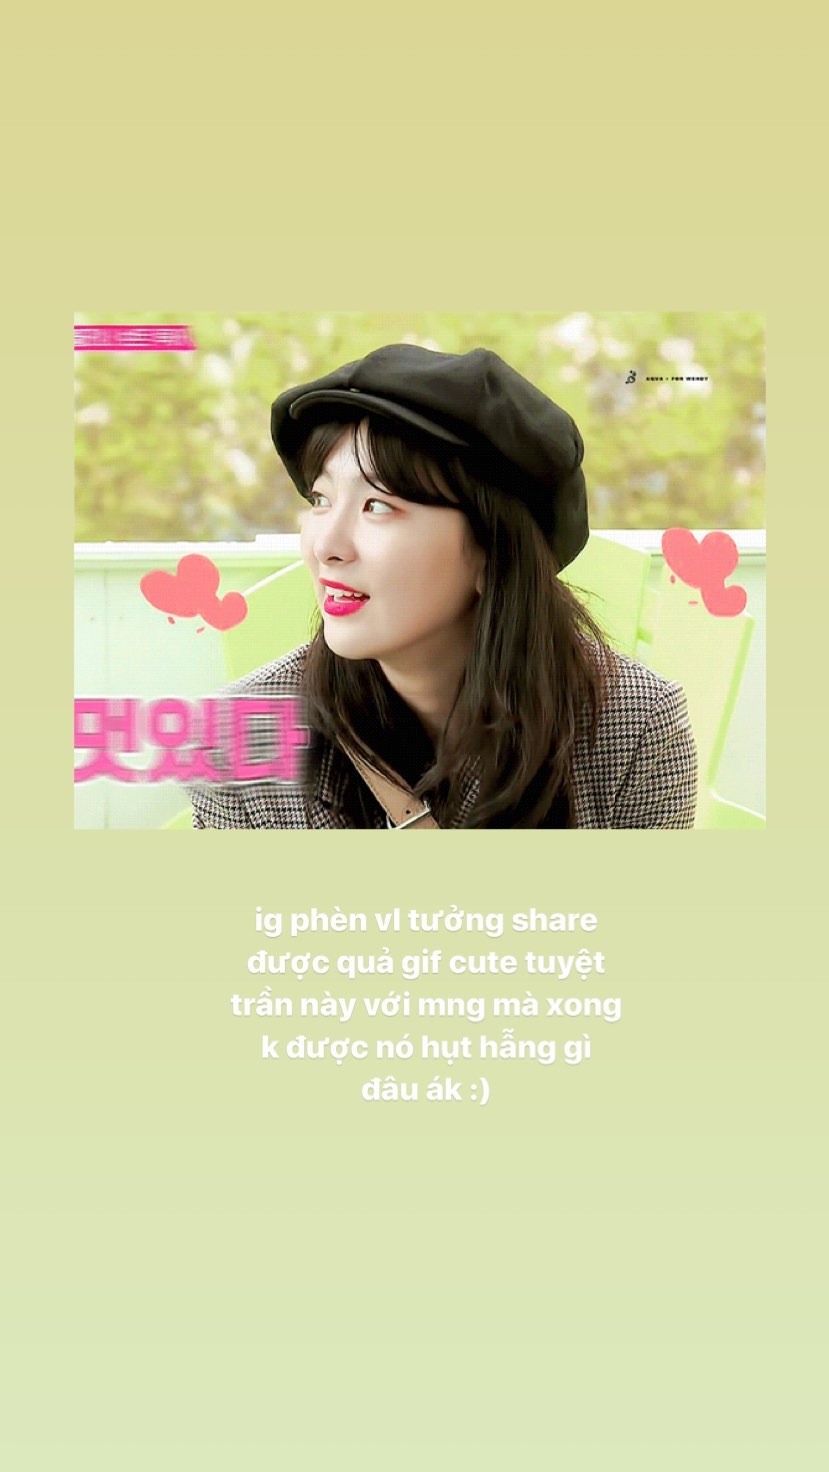 멋있다
ig phèn vl tưởng share
được quả gif cute tuyệt
trần này với mng mà xong
k được nó hụt hẫng gì
đâu ák :)